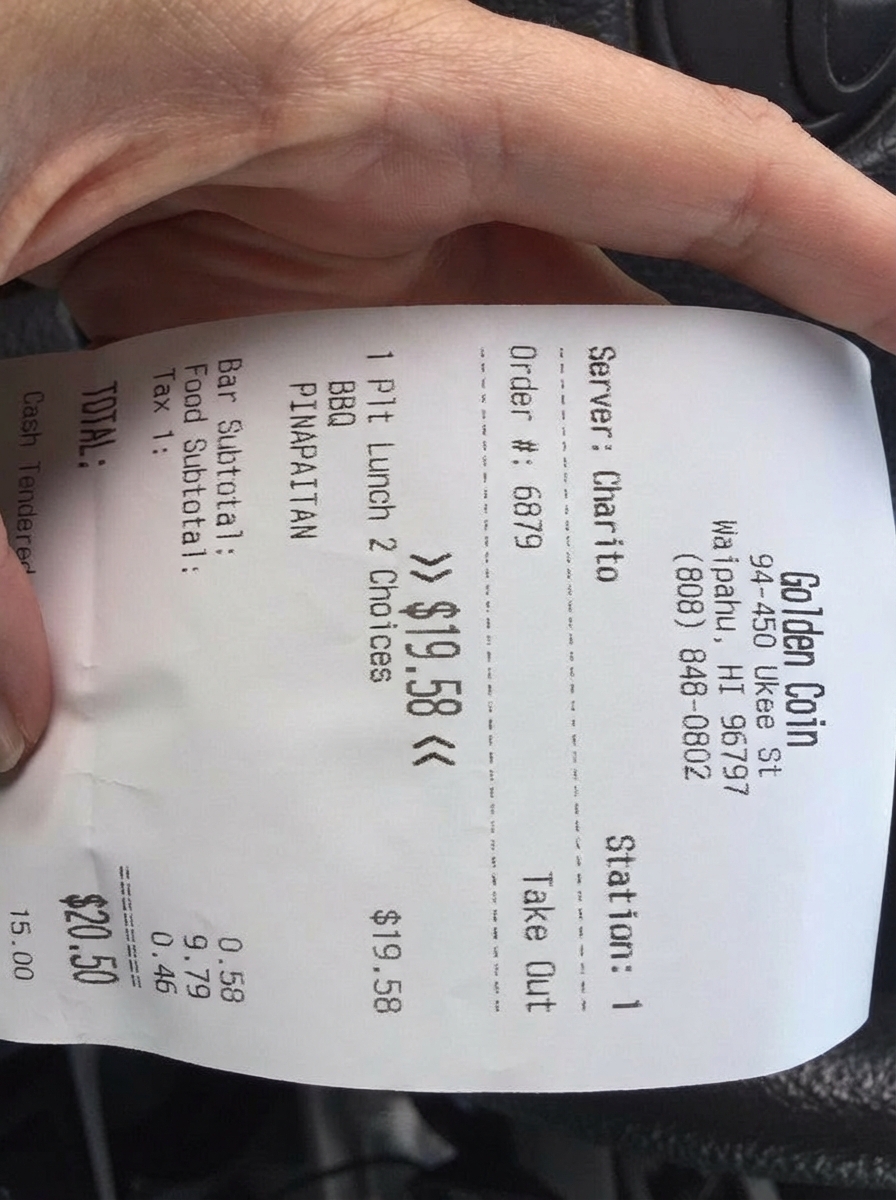 Golden Coin
94-450 Ukee St
Waipahu, HI 96797
(808) 848-0802
Server: Charito Station: 1
Order #: 6879 Take Out
>> $19.58 <<
1 Plt Lunch 2 Choices $19.58
BBQ
PINAPAITAN
Bar Subtotal: 0.58
Food Subtotal: 9.79
Tax 1: 0.46
========
TOTAL: $20.50
Cash Tendered 15.00